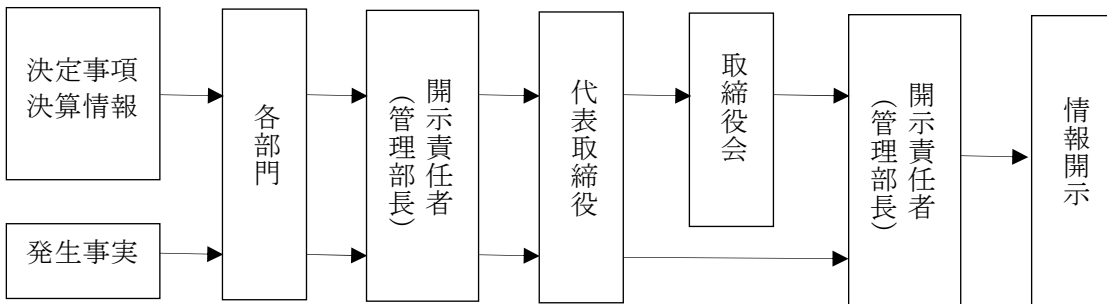 決定事項
決算情報
発生事実
各部門
開示責任者
（管理部長）
代表取締役
取締役会
開示責任者
（管理部長）
情報開示